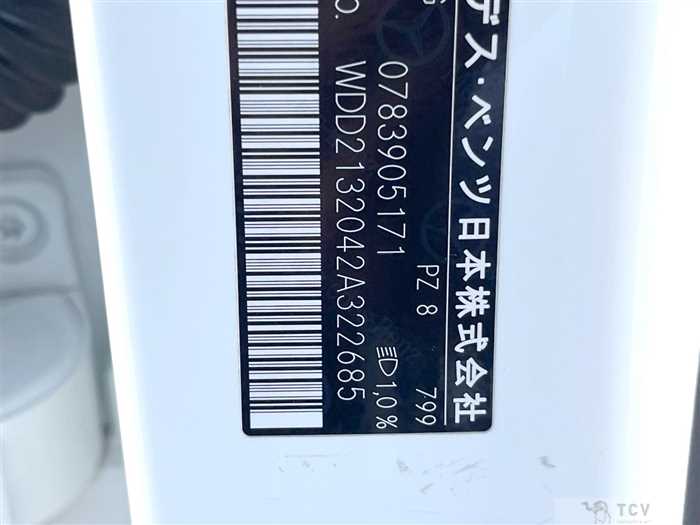 デス・ベンツ日本株式会社
PZ 8 799
0783905171 1,0%
WDD2132042A322685
O.
TCV